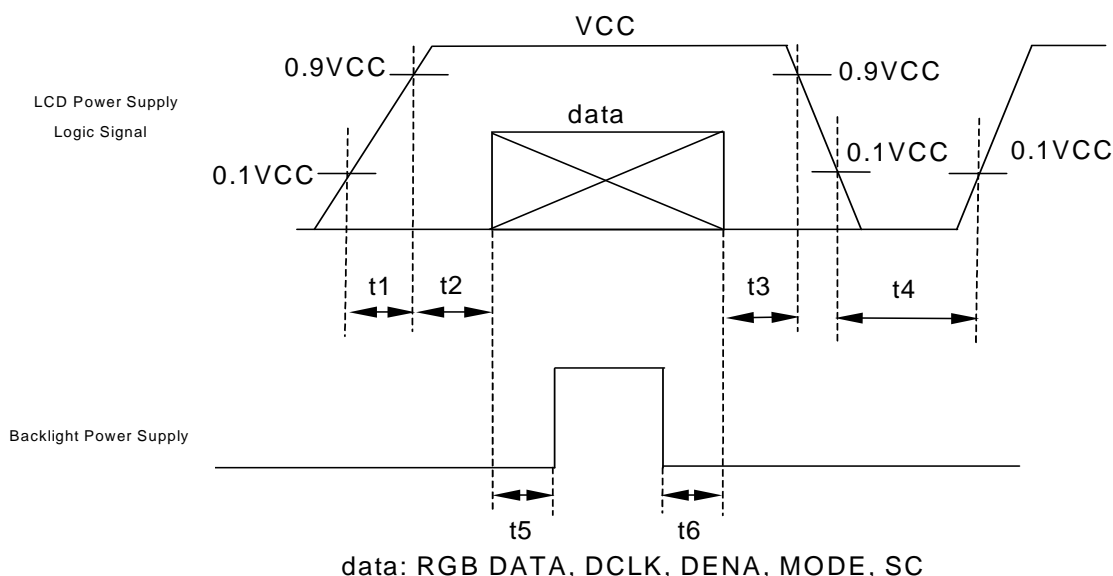 VCC
0.9VCC
0.9VCC
LCD Power Supply
Logic Signal
data
0.1VCC
0.1VCC
0.1VCC
t1
t2
t3
t4
Backlight Power Supply
t5
t6
data: RGB DATA, DCLK, DENA, MODE, SC